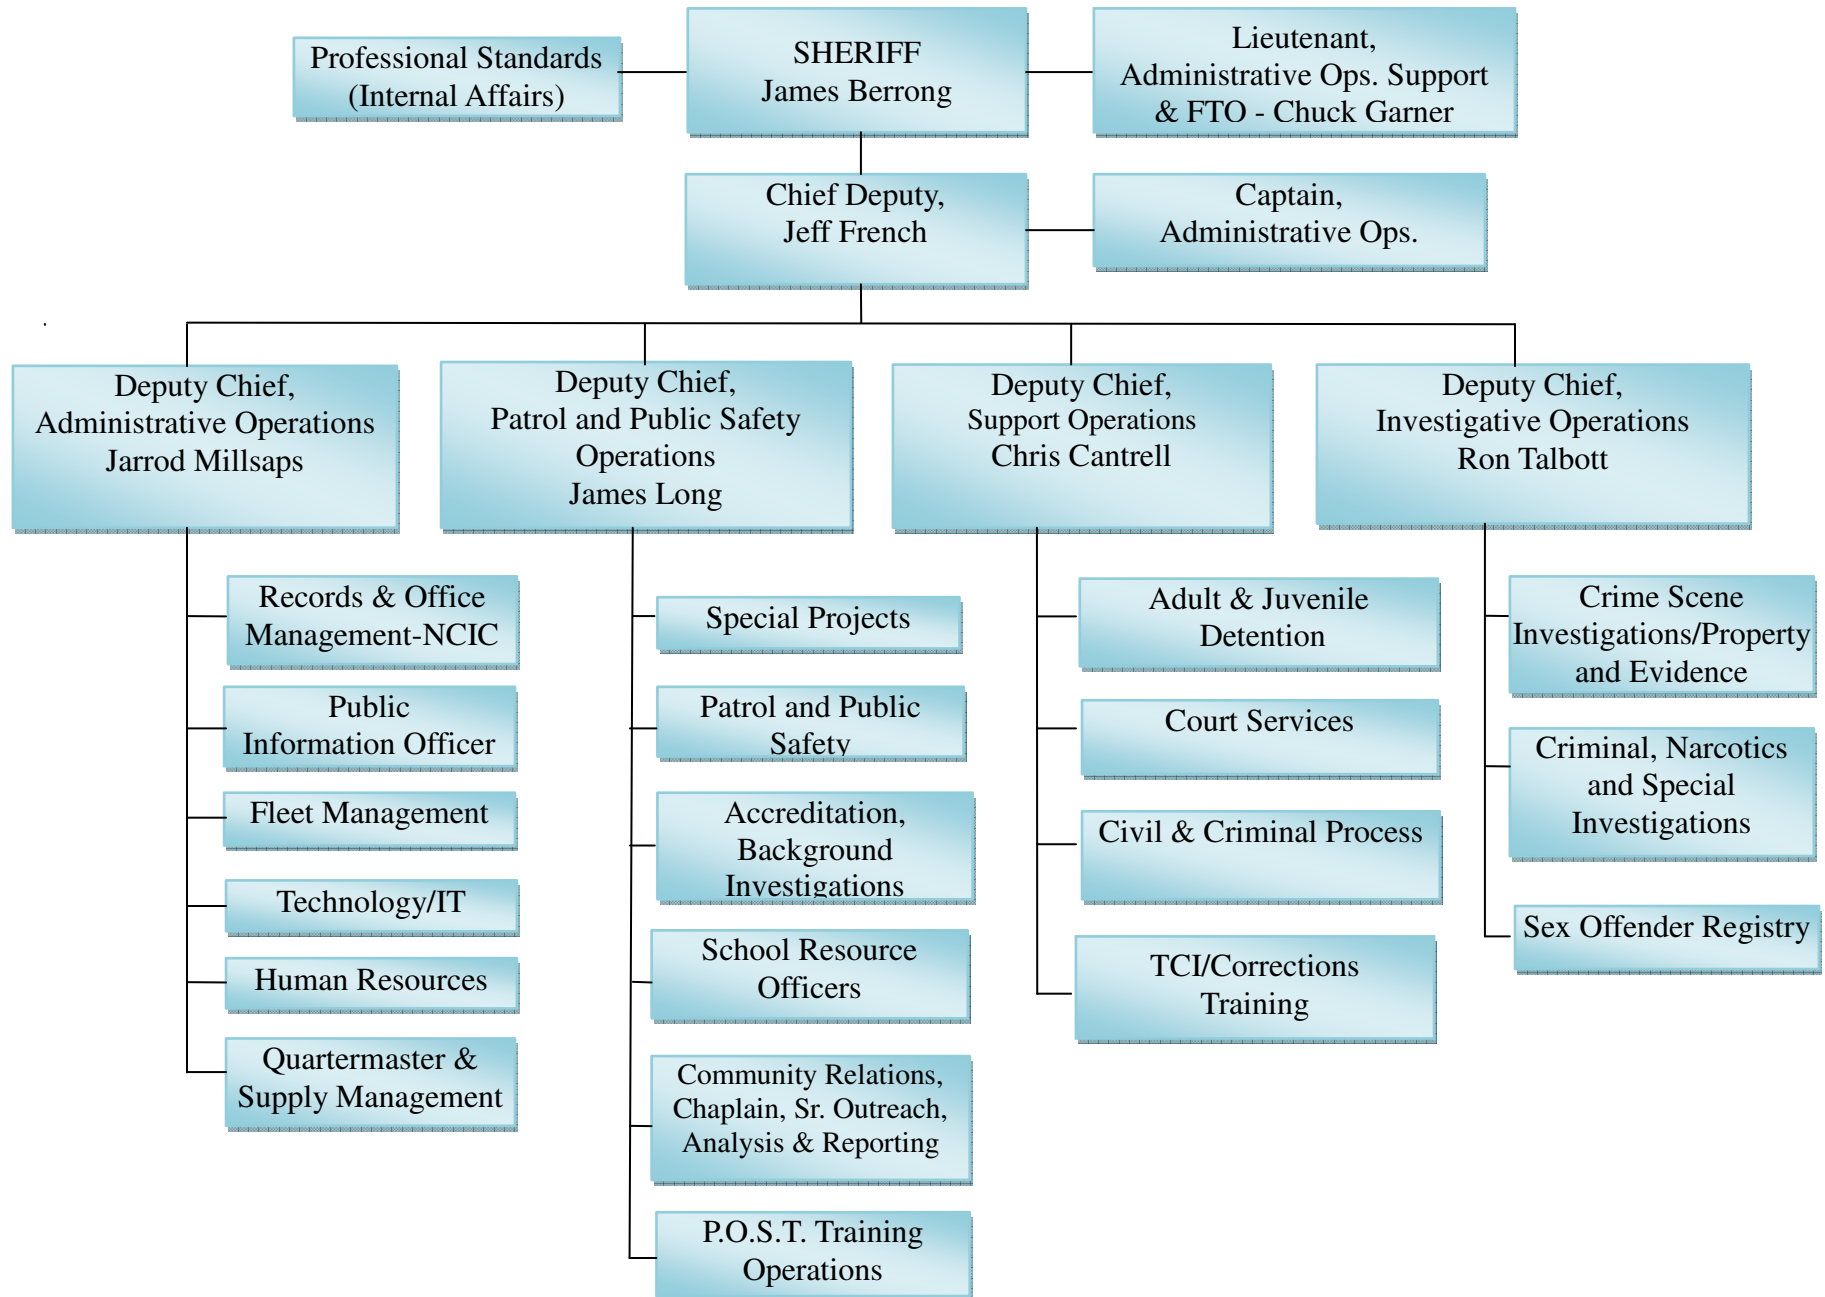 Professional Standards
(Internal Affairs)
SHERIFF
James Berrong
Lieutenant,
Administrative Ops. Support
& FTO - Chuck Garner
Chief Deputy,
Jeff French
Captain,
Administrative Ops.
Deputy Chief,
Administrative Operations
Jarrod Millsaps
Deputy Chief,
Patrol and Public Safety
Operations
James Long
Deputy Chief,
Support Operations
Chris Cantrell
Deputy Chief,
Investigative Operations
Ron Talbott
Records & Office
Management-NCIC
Public
Information Officer
Fleet Management
Technology/IT
Human Resources
Quartermaster &
Supply Management
Special Projects
Patrol and Public
Safety
Accreditation,
Background
Investigations
School Resource
Officers
Community Relations,
Chaplain, Sr. Outreach,
Analysis & Reporting
P.O.S.T. Training
Operations
Adult & Juvenile
Detention
Court Services
Civil & Criminal Process
TCI/Corrections
Training
Crime Scene
Investigations/Property
and Evidence
Criminal, Narcotics
and Special
Investigations
Sex Offender Registry